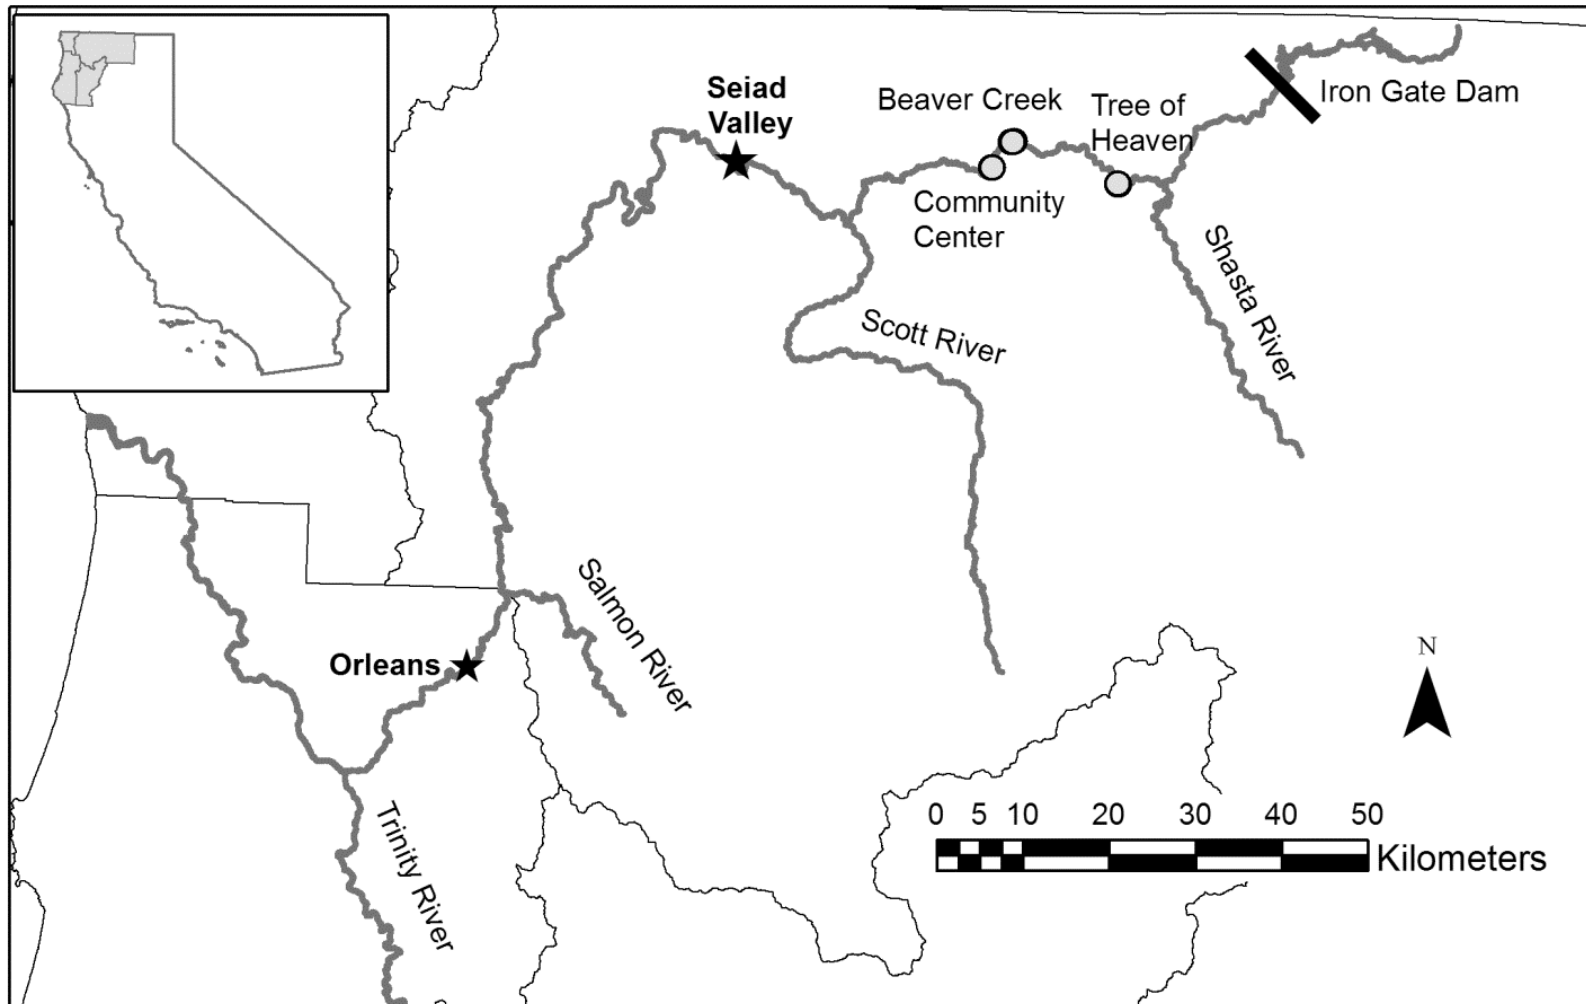 Seiad
Valley
Beaver Creek
Tree of
Heaven
Iron Gate Dam
Community
Center
Shasta River
Scott River
Salmon River
Orleans
Trinity River
N
0 5 10 20 30 40 50
Kilometers